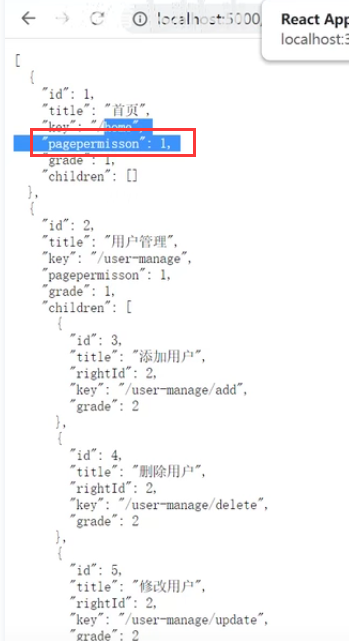 localhost:5000,
React App
localhost:3
[
{
"id": 1,
"title": "首页",
"key": "/home",
"pagepermisson": 1,
"grade": 1,
"children": []
},
{
"id": 2,
"title": "用户管理",
"key": "/user-manage",
"pagepermisson": 1,
"grade": 1,
"children": [
{
"id": 3,
"title": "添加用户",
"rightId": 2,
"key": "/user-manage/add",
"grade": 2
},
{
"id": 4,
"title": "删除用户",
"rightId": 2,
"key": "/user-manage/delete",
"grade": 2
},
{
"id": 5,
"title": "修改用户",
"rightId": 2,
"key": "/user-manage/update",
"grade": 2